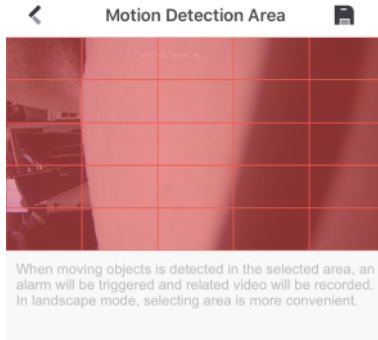 Motion Detection Area
When moving objects is detected in the selected area, an
alarm will be triggered and related video will be recorded.
In landscape mode, selecting area is more convenient.